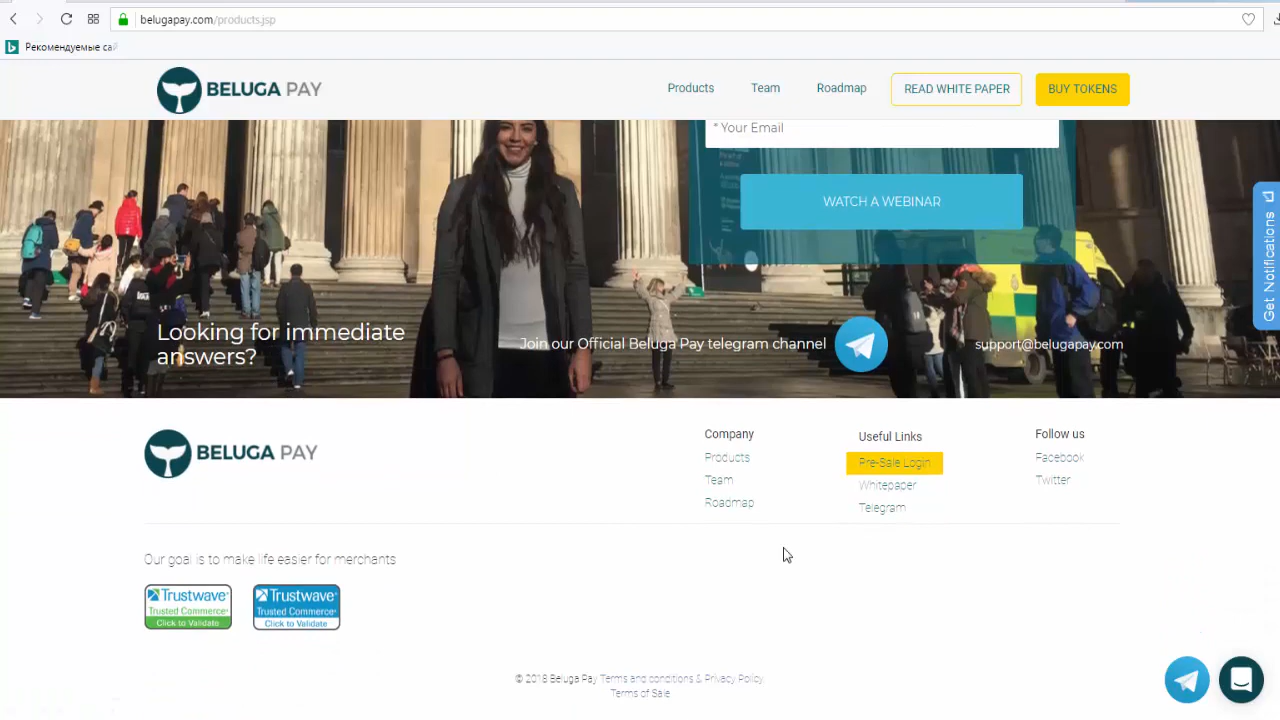 belugapay.com/products.jsp
Рекомендуемые сай
BELUGA PAY
Products
Team
Roadmap
READ WHITE PAPER
BUY TOKENS
* Your Email
WATCH A WEBINAR
Get Notifications
Looking for immediate
answers?
Join our Official Beluga Pay telegram channel
support@belugapay.com
BELUGA PAY
Company
Products
Team
Roadmap
Useful Links
Pre-Sale Login
Whitepaper
Telegram
Follow us
Facebook
Twitter
Our goal is to make life easier for merchants
Trustwave®
Trusted Commerce®
Click to Validate
Trustwave®
Trusted Commerce®
Click to Validate
© 2018 Beluga Pay Terms and conditions & Privacy Policy
Terms of Sale